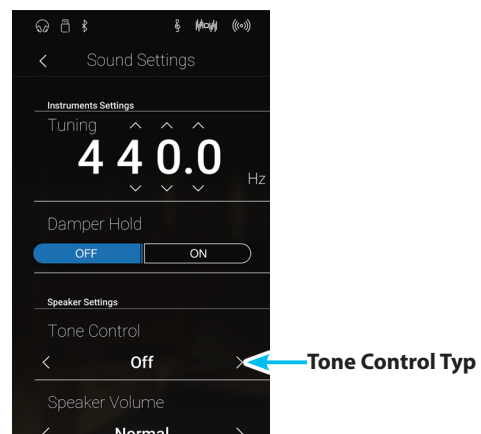 Sound Settings
Instruments Settings
Tuning
440.0 Hz
Damper Hold
OFF ON
Speaker Settings
Tone Control
Off
Tone Control Typ
Speaker Volume
Normal